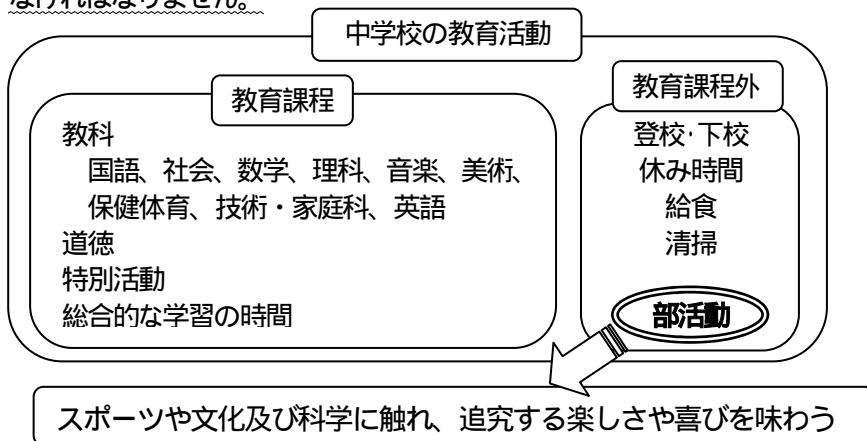 なければなりません。
中学校の教育活動
教育課程
教科
国語、社会、数学、理科、音楽、美術、
保健体育、技術・家庭科、英語
道徳
特別活動
総合的な学習の時間
教育課程外
登校・下校
休み時間
給食
清掃
部活動
スポーツや文化及び科学に触れ、追究する楽しさや喜びを味わう